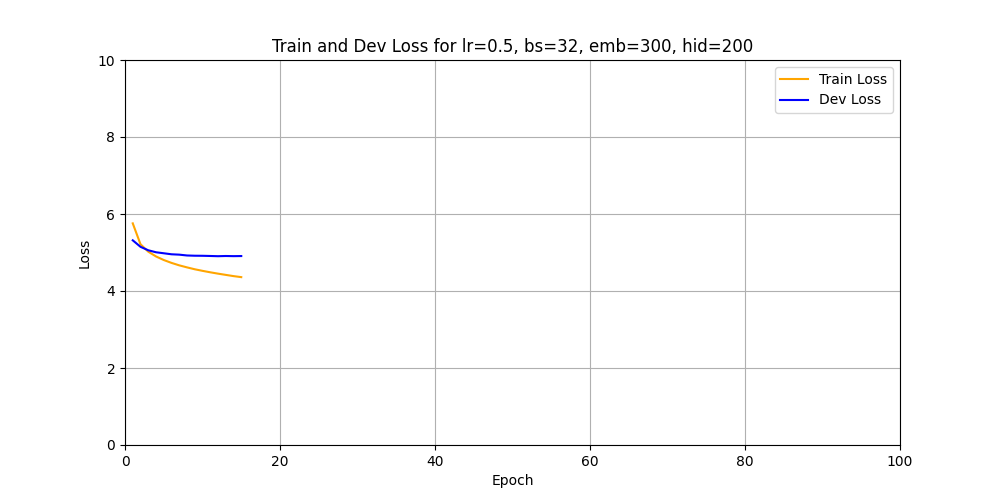 Train and Dev Loss for lr=0.5, bs=32, emb=300, hid=200
Train Loss
Dev Loss
10
8
6
4
2
0
Loss
0 20 40 60 80 100
Epoch